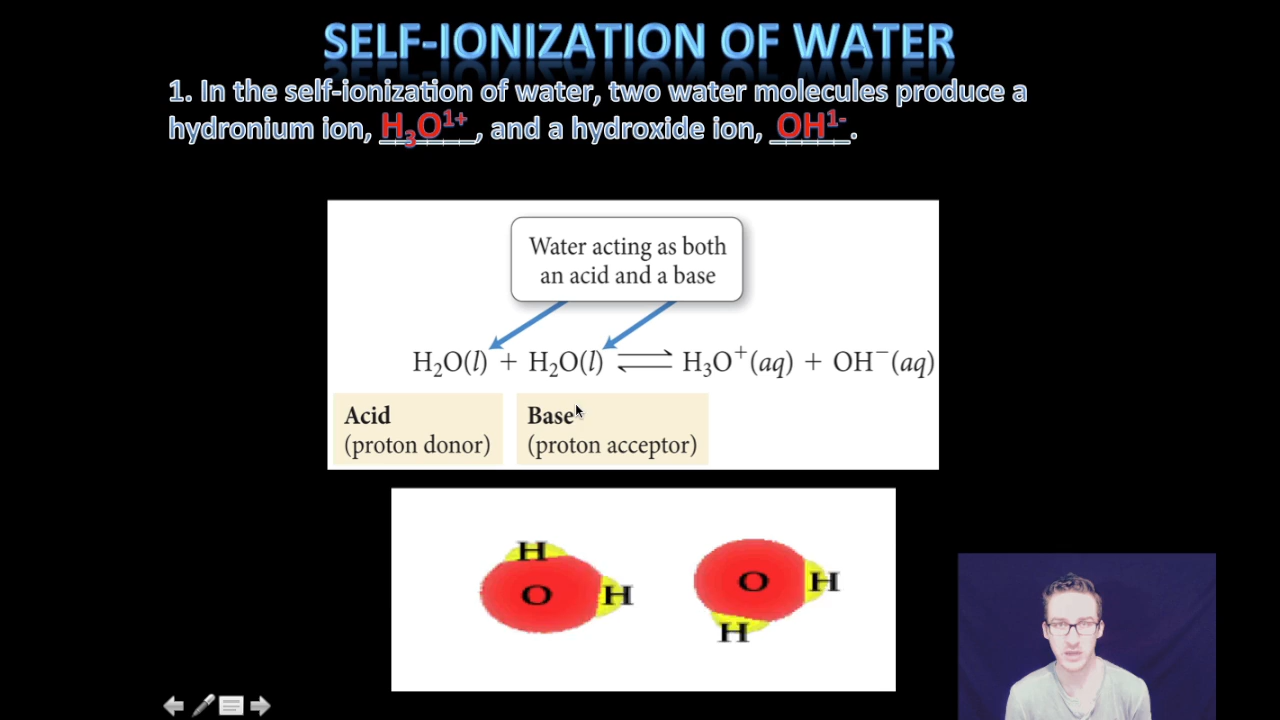 SELF-IONIZATION OF WATER
1. In the self-ionization of water, two water molecules produce a
hydronium ion, H₃O¹⁺, and a hydroxide ion, OH¹⁻.
Water acting as both
an acid and a base
H₂O(l) + H₂O(l) ⇌ H₃O⁺(aq) + OH⁻(aq)
Acid
(proton donor)
Base
(proton acceptor)
H
O H
O H
H